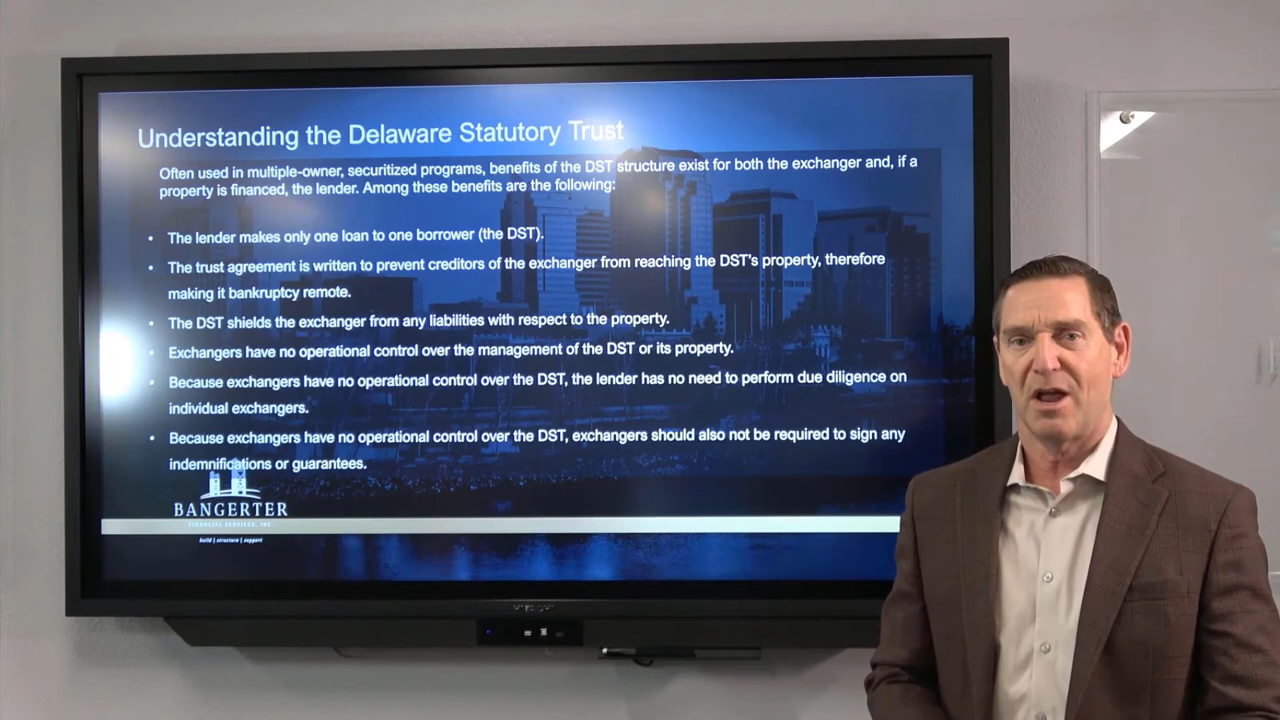 Understanding the Delaware Statutory Trust
Often used in multiple-owner, securitized programs, benefits of the DST structure exist for both the exchanger and, if a
property is financed, the lender. Among these benefits are the following:
• The lender makes only one loan to one borrower (the DST).
• The trust agreement is written to prevent creditors of the exchanger from reaching the DST's property, therefore
making it bankruptcy remote.
• The DST shields the exchanger from any liabilities with respect to the property.
• Exchangers have no operational control over the management of the DST or its property.
• Because exchangers have no operational control over the DST, the lender has no need to perform due diligence on
individual exchangers.
• Because exchangers have no operational control over the DST, exchangers should also not be required to sign any
indemnifications or guarantees.
BANGERTER
FINANCIAL SERVICES, INC.
build | structure | support